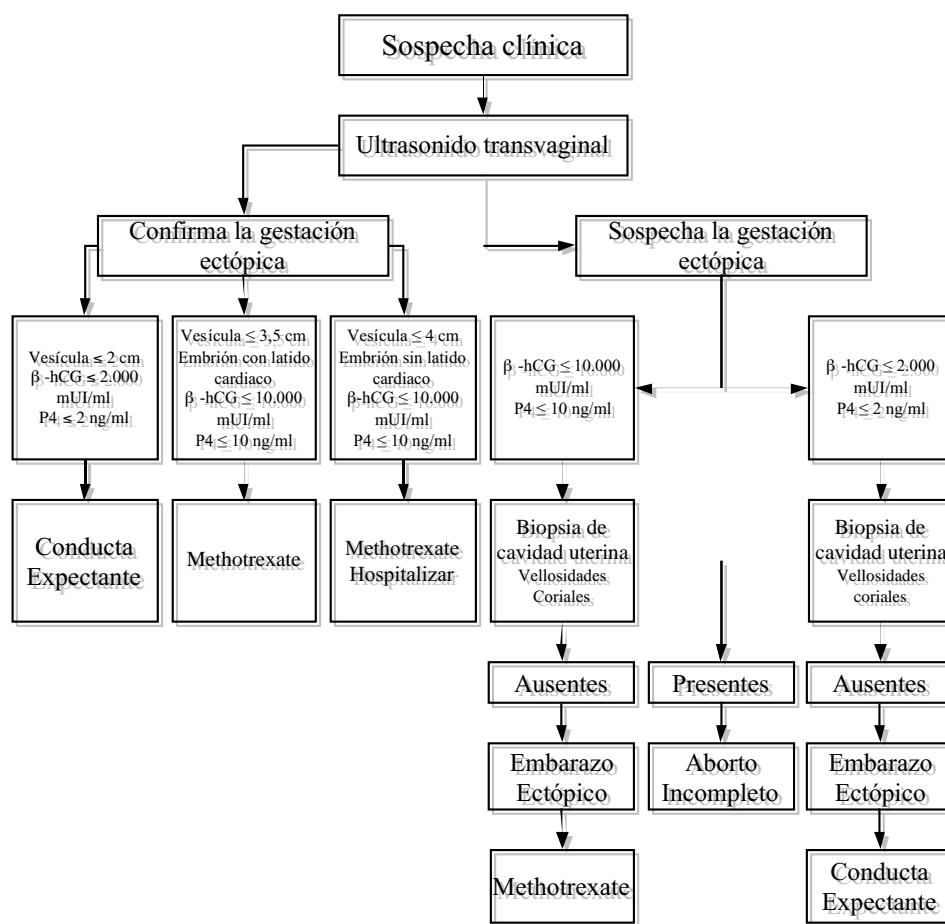 Sospecha clínica
Ultrasonido transvaginal
Confirma la gestación
ectópica
Sospecha la gestación
ectópica
Vesícula ≤ 2 cm
β -hCG ≤ 2.000
mUI/ml
P4 ≤ 2 ng/ml
Vesícula ≤ 3,5 cm
Embrión con latido
cardiaco
β -hCG ≤ 10.000
mUI/ml
P4 ≤ 10 ng/ml
Vesícula ≤ 4 cm
Embrión sin latido
cardiaco
β-hCG ≤ 10.000
mUI/ml
P4 ≤ 10 ng/ml
β -hCG ≤ 10.000
mUI/ml
P4 ≤ 10 ng/ml
β -hCG ≤ 2.000
mUI/ml
P4 ≤ 2 ng/ml
Conducta
Expectante
Methotrexate
Methotrexate
Hospitalizar
Biopsia de
cavidad uterina
Vellosidades
Coriales
Biopsia de
cavidad uterina
Vellosidades
coriales
Ausentes
Presentes
Ausentes
Embarazo
Ectópico
Aborto
Incompleto
Embarazo
Ectópico
Methotrexate
Conducta
Expectante